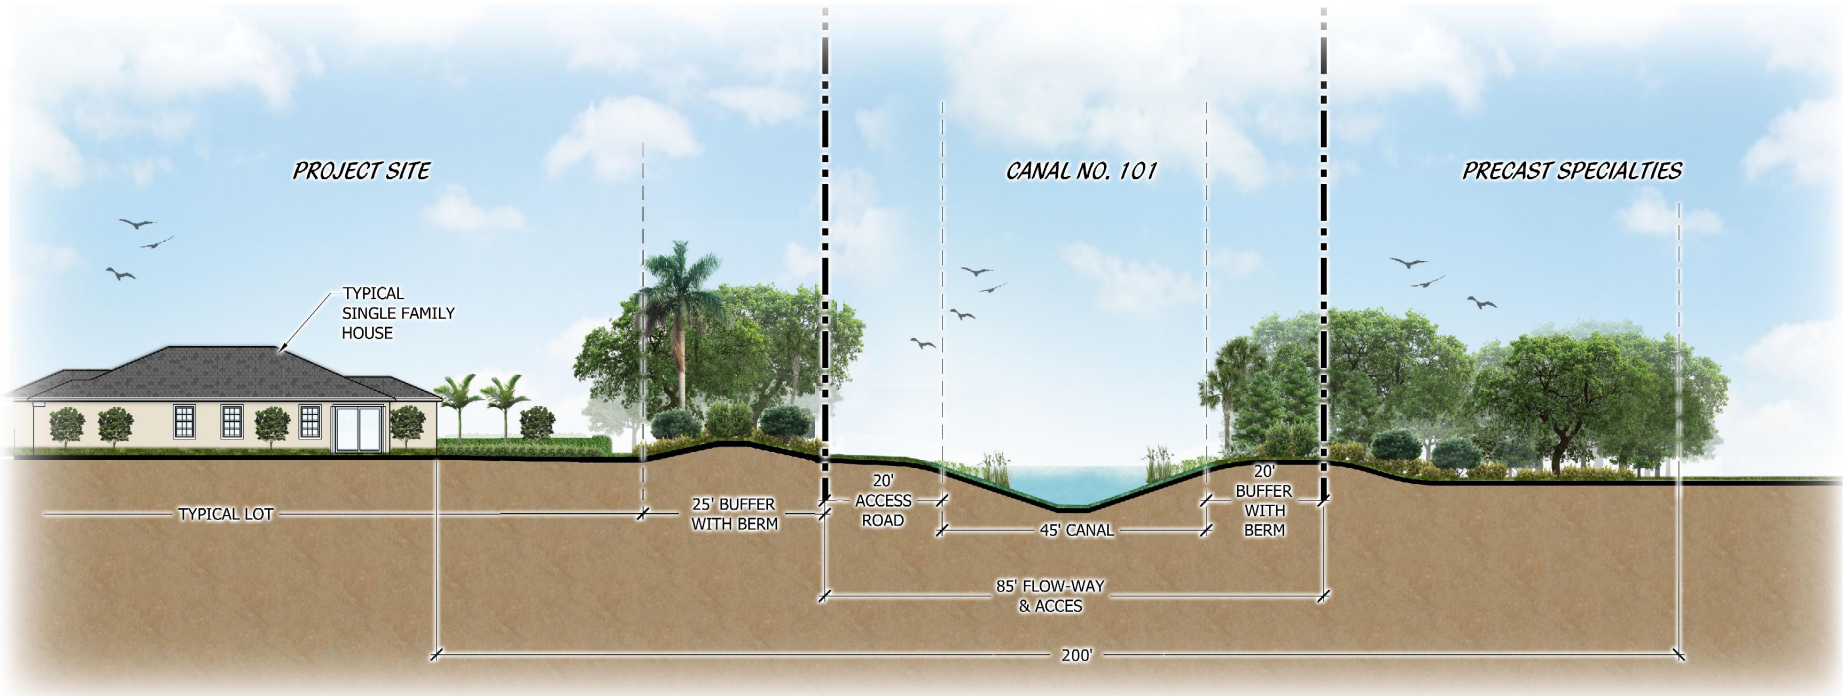 PROJECT SITE
CANAL NO. 101
PRECAST SPECIALTIES
TYPICAL
SINGLE FAMILY
HOUSE
TYPICAL LOT
25' BUFFER
WITH BERM
20'
ACCESS
ROAD
45' CANAL
20'
BUFFER
WITH
BERM
85' FLOW-WAY
& ACCES
200'